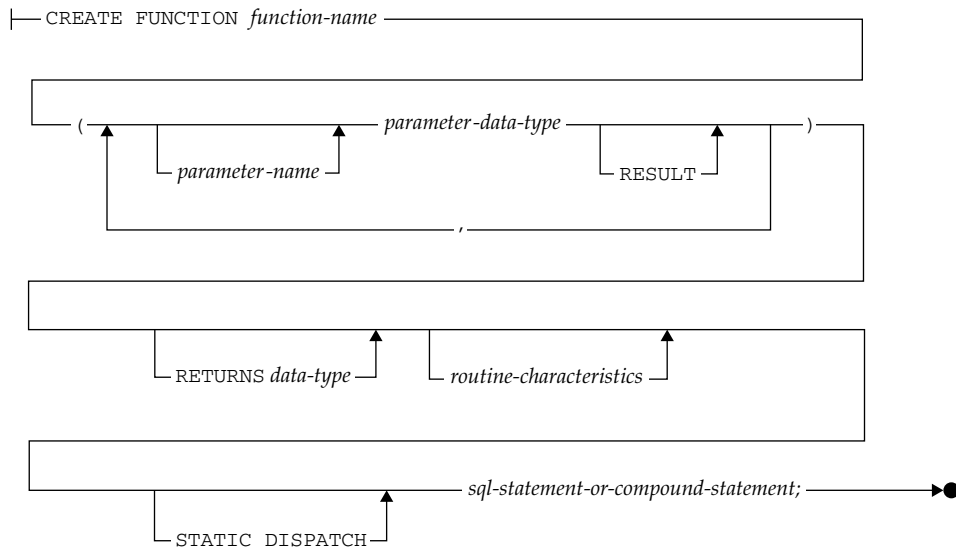 CREATE FUNCTION function-name
( parameter-data-type )
parameter-name RESULT
,
RETURNS data-type routine-characteristics
sql-statement-or-compound-statement;
STATIC DISPATCH